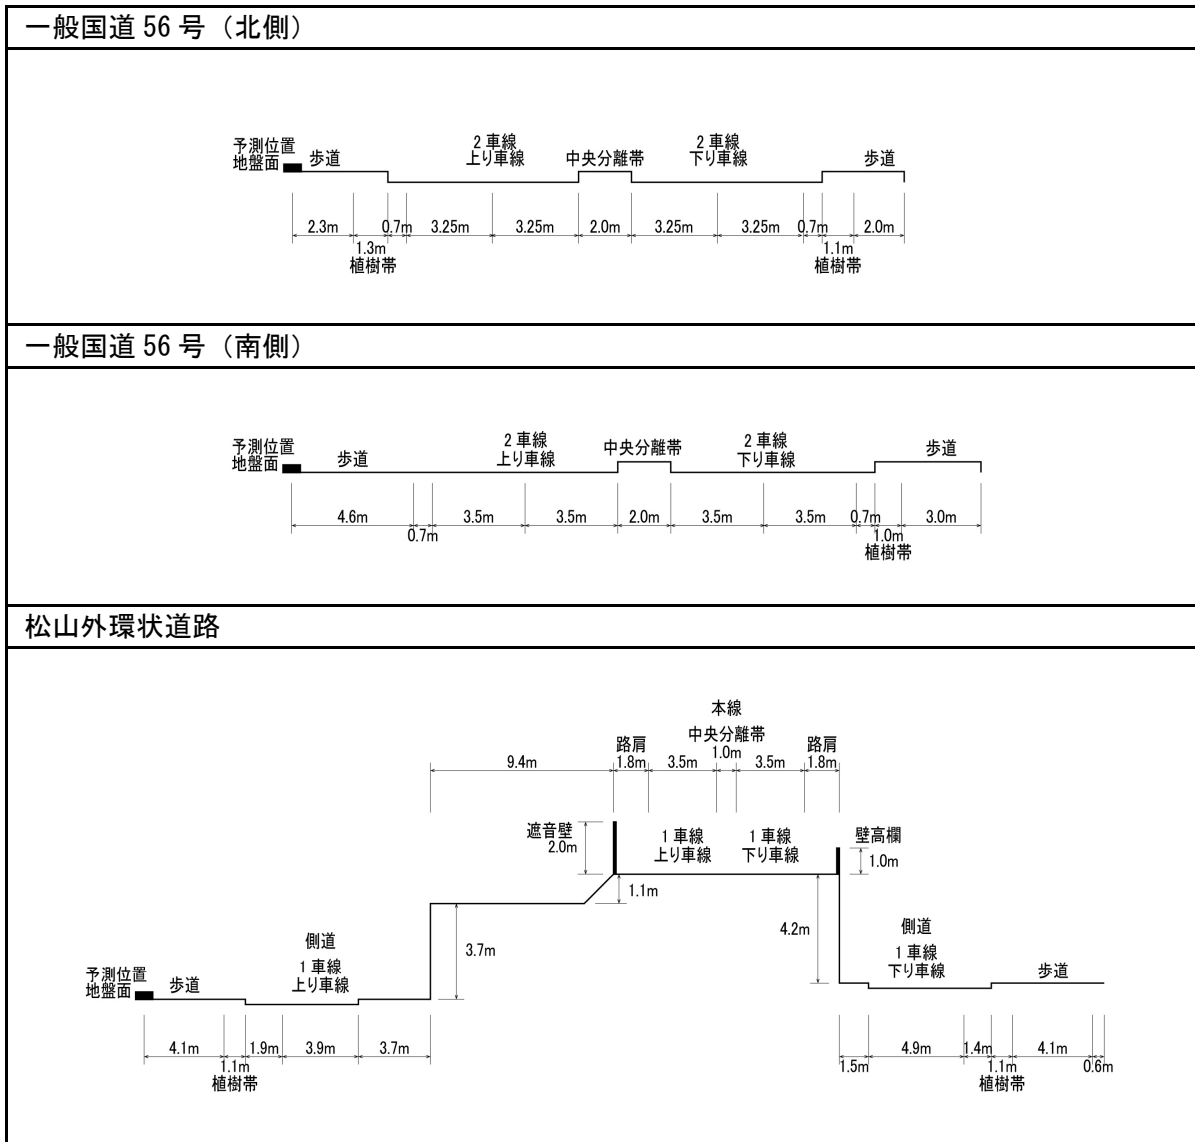 一般国道 56 号（北側）
予測位置
地盤面
歩道
2 車線
上り車線
中央分離帯
2 車線
下り車線
歩道
2.3m
0.7m
3.25m
3.25m
2.0m
3.25m
3.25m
0.7m
2.0m
1.3m
植樹帯
1.1m
植樹帯
一般国道 56 号（南側）
予測位置
地盤面
歩道
2 車線
上り車線
中央分離帯
2 車線
下り車線
歩道
4.6m
3.5m
3.5m
2.0m
3.5m
3.5m
0.7m
3.0m
0.7m
1.0m
植樹帯
松山外環状道路
本線
中央分離帯
路肩
路肩
9.4m
1.8m
3.5m
1.0m
3.5m
1.8m
遮音壁
2.0m
1 車線
上り車線
1 車線
下り車線
壁高欄
1.0m
1.1m
3.7m
4.2m
側道
1 車線
上り車線
側道
1 車線
下り車線
予測位置
地盤面
歩道
歩道
4.1m
1.9m
3.9m
3.7m
1.1m
植樹帯
4.9m
1.4m
4.1m
1.5m
1.1m
植樹帯
0.6m